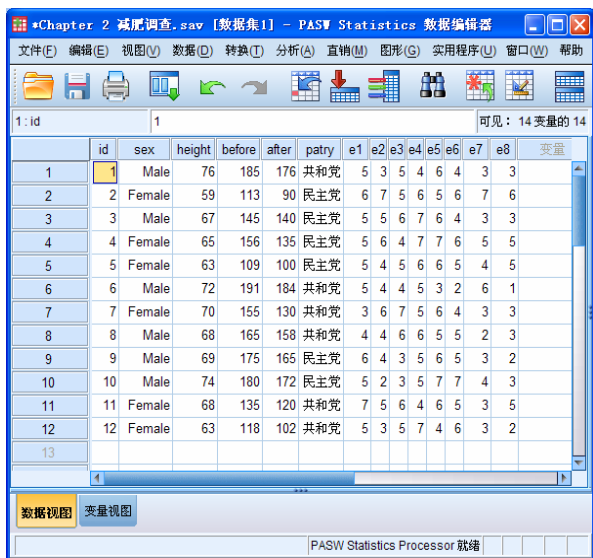 *Chapter 2 减肥调查.sav [数据集1] - PASW Statistics 数据编辑器
文件(F) 编辑(E) 视图(V) 数据(D) 转换(T) 分析(A) 直销(M) 图形(G) 实用程序(U) 窗口(W) 帮助
1 : id 1 可见： 14 变量的 14
id sex height before after patry e1 e2 e3 e4 e5 e6 e7 e8 变量
1 1 Male 76 185 176 共和党 5 3 5 4 6 4 3 3
2 2 Female 59 113 90 民主党 6 7 5 6 5 6 7 6
3 3 Male 67 145 140 民主党 5 5 6 7 6 4 3 3
4 4 Female 65 156 135 民主党 5 6 4 7 7 6 5 5
5 5 Female 63 109 100 民主党 5 4 5 6 6 5 4 5
6 6 Male 72 191 184 共和党 5 4 4 5 3 2 6 1
7 7 Female 70 155 130 共和党 3 6 7 5 6 4 3 3
8 8 Male 68 165 158 共和党 4 4 6 6 5 5 2 3
9 9 Male 69 175 165 民主党 6 4 3 5 6 5 3 2
10 10 Male 74 180 172 民主党 5 2 3 5 7 7 4 3
11 11 Female 68 135 120 共和党 7 5 6 4 6 5 3 5
12 12 Female 63 118 102 共和党 5 3 5 7 4 6 3 2
13
数据视图 变量视图
PASW Statistics Processor 就绪